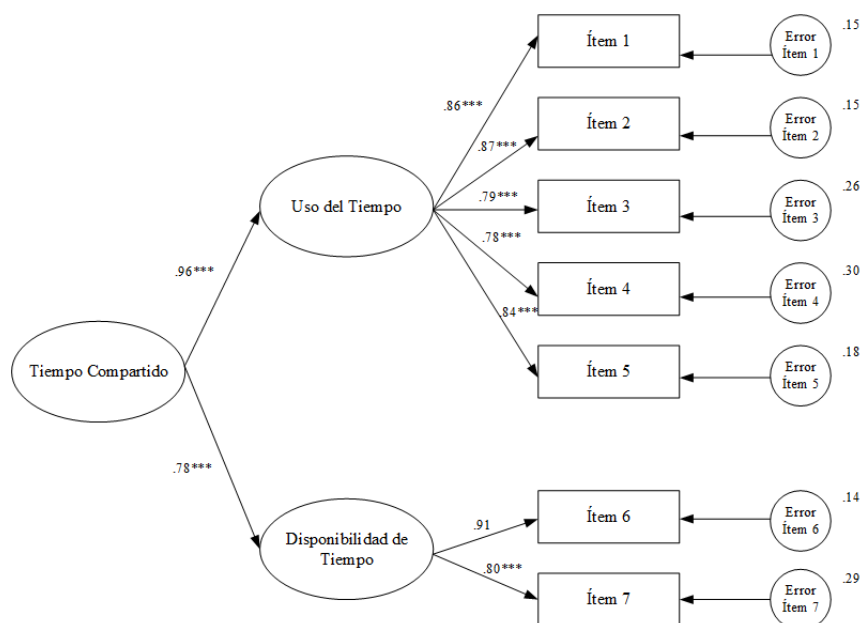 Ítem 1
Error
Ítem 1
.15
.86***
Ítem 2
Error
Ítem 2
.15
.87***
Uso del Tiempo
.79***
Ítem 3
Error
Ítem 3
.26
.78***
Ítem 4
Error
Ítem 4
.30
.96***
.84***
Ítem 5
Error
Ítem 5
.18
Tiempo Compartido
.78***
Disponibilidad de
Tiempo
.91
Ítem 6
Error
Ítem 6
.14
.80***
Ítem 7
Error
Ítem 7
.29